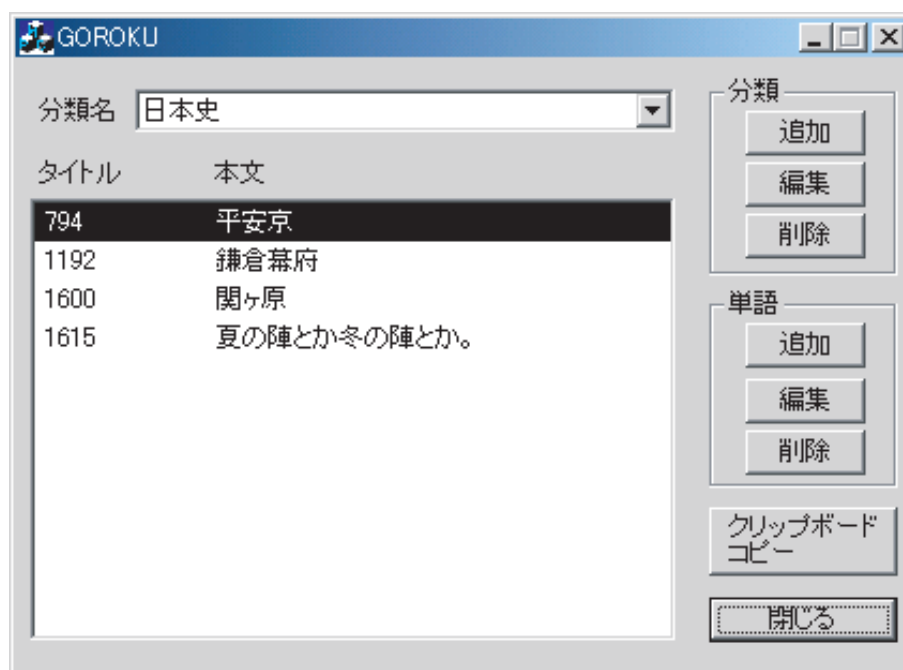 GOROKU
分類名 日本史
タイトル 本文
794 平安京
1192 鎌倉幕府
1600 関ヶ原
1615 夏の陣とか冬の陣とか。
分類
追加
編集
削除
単語
追加
編集
削除
クリップボード
コピー
閉じる